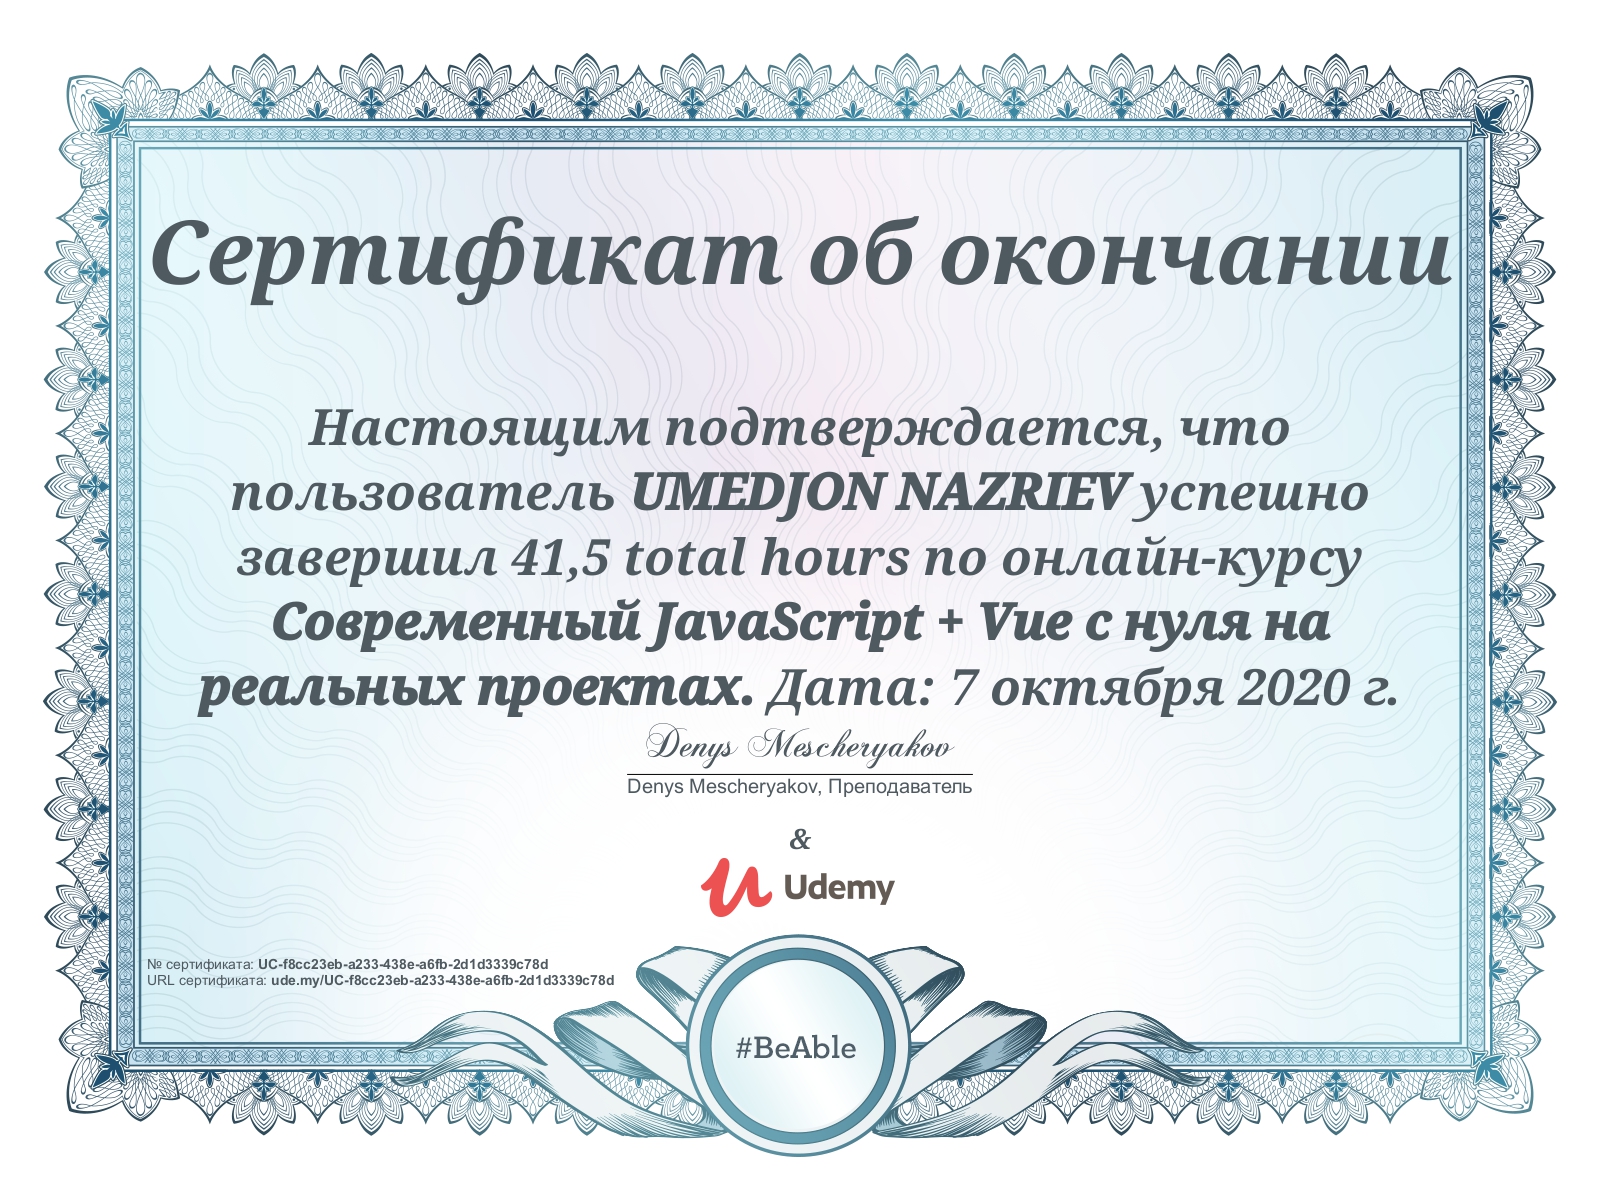 Сертификат об окончании
Настоящим подтверждается, что
пользователь UMEDJON NAZRIEV успешно
завершил 41,5 total hours по онлайн-курсу
Современный JavaScript + Vue с нуля на
реальных проектах. Дата: 7 октября 2020 г.
Denys Mescheryakov
Denys Mescheryakov, Преподаватель
&
Udemy
№ сертификата: UC-f8cc23eb-a233-438e-a6fb-2d1d3339c78d
URL сертификата: ude.my/UC-f8cc23eb-a233-438e-a6fb-2d1d3339c78d
#BeAble